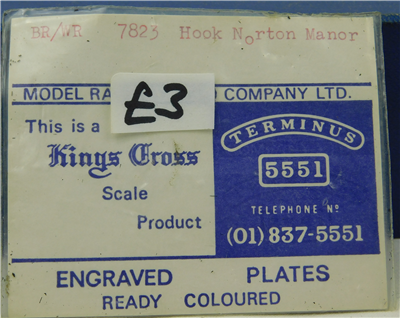 BR/WR 7823 Hook Norton Manor
MODEL RA COMPANY LTD.
£3
This is a
Kings Cross
Scale
Product
TERMINUS
5551
TELEPHONE Nº
(01) 837-5551
ENGRAVED PLATES
READY COLOURED